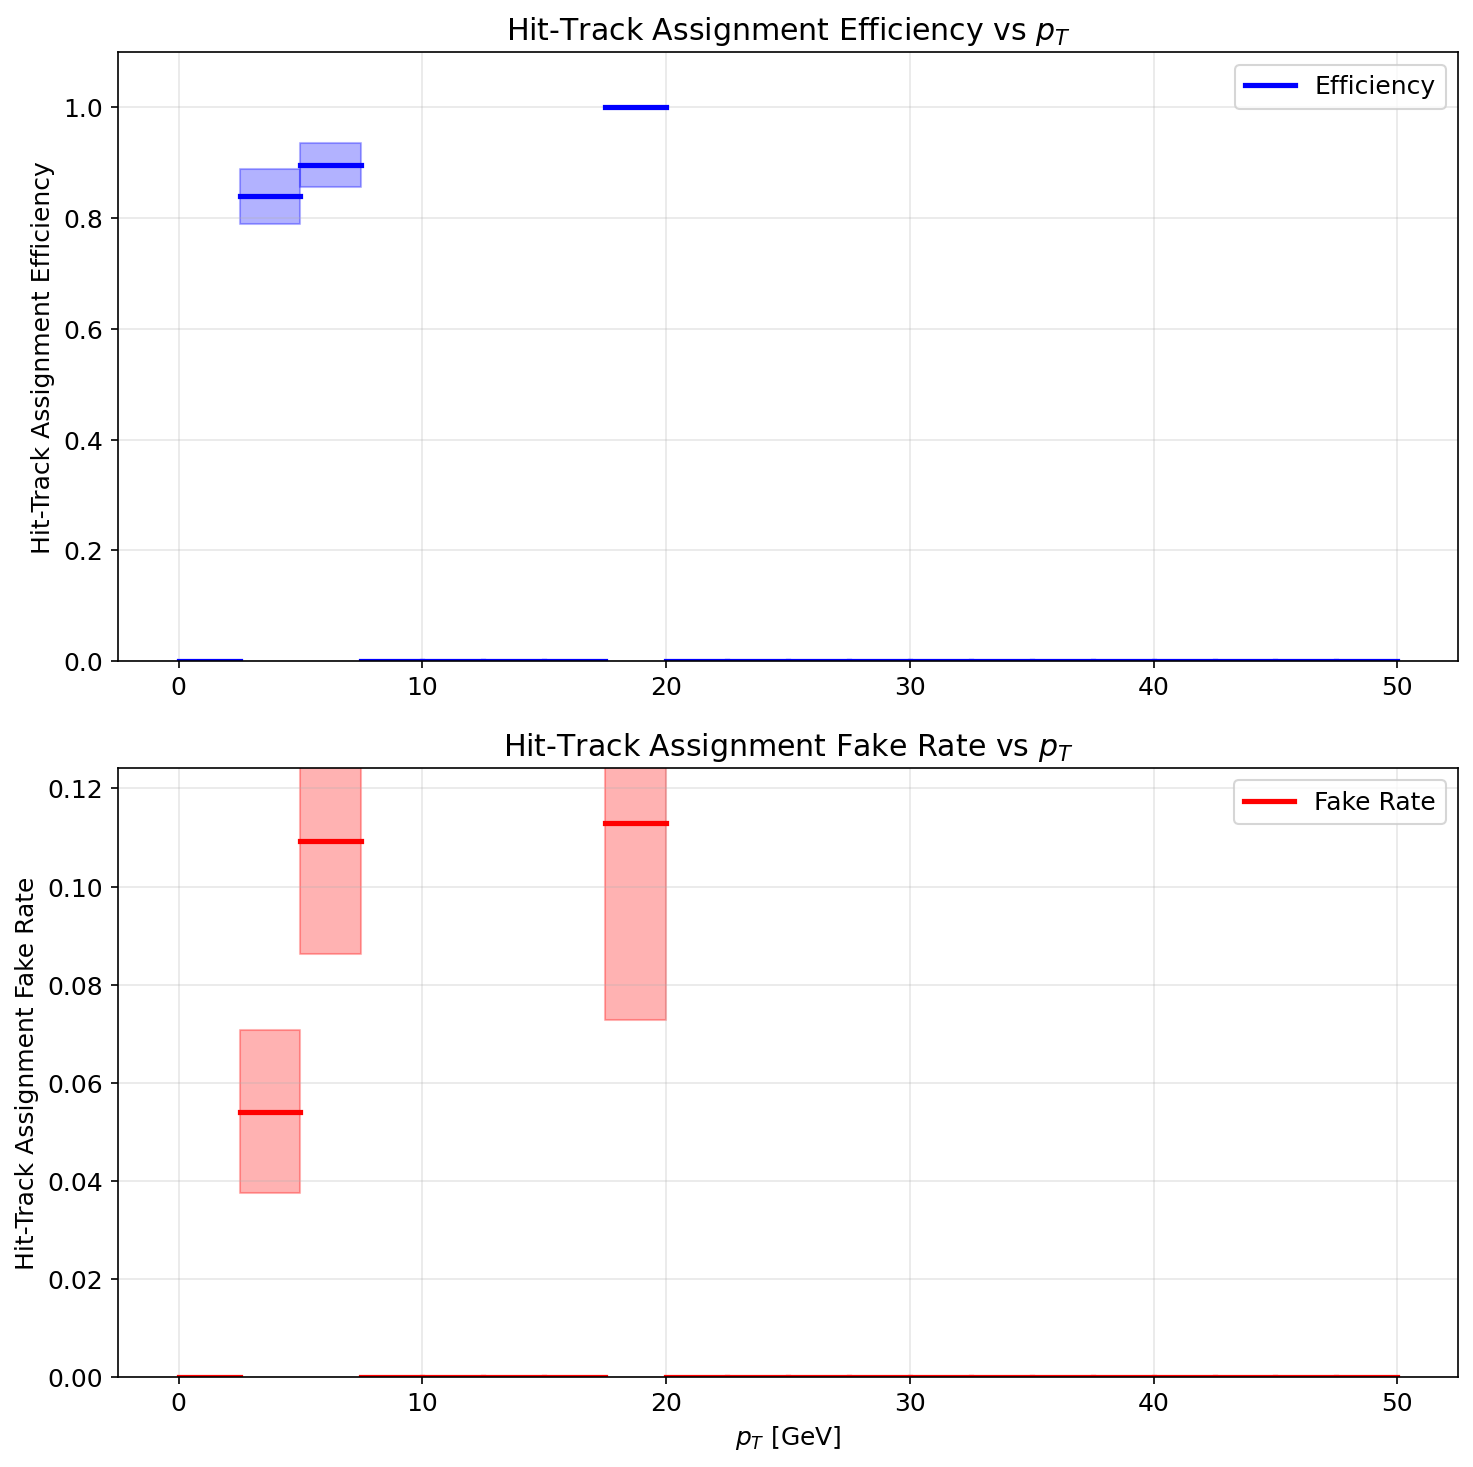 Hit-Track Assignment Efficiency vs p_T
Efficiency
Hit-Track Assignment Efficiency
1.0
0.8
0.6
0.4
0.2
0.0
0 10 20 30 40 50
Hit-Track Assignment Fake Rate vs p_T
Fake Rate
Hit-Track Assignment Fake Rate
0.12
0.10
0.08
0.06
0.04
0.02
0.00
0 10 20 30 40 50
p_T [GeV]